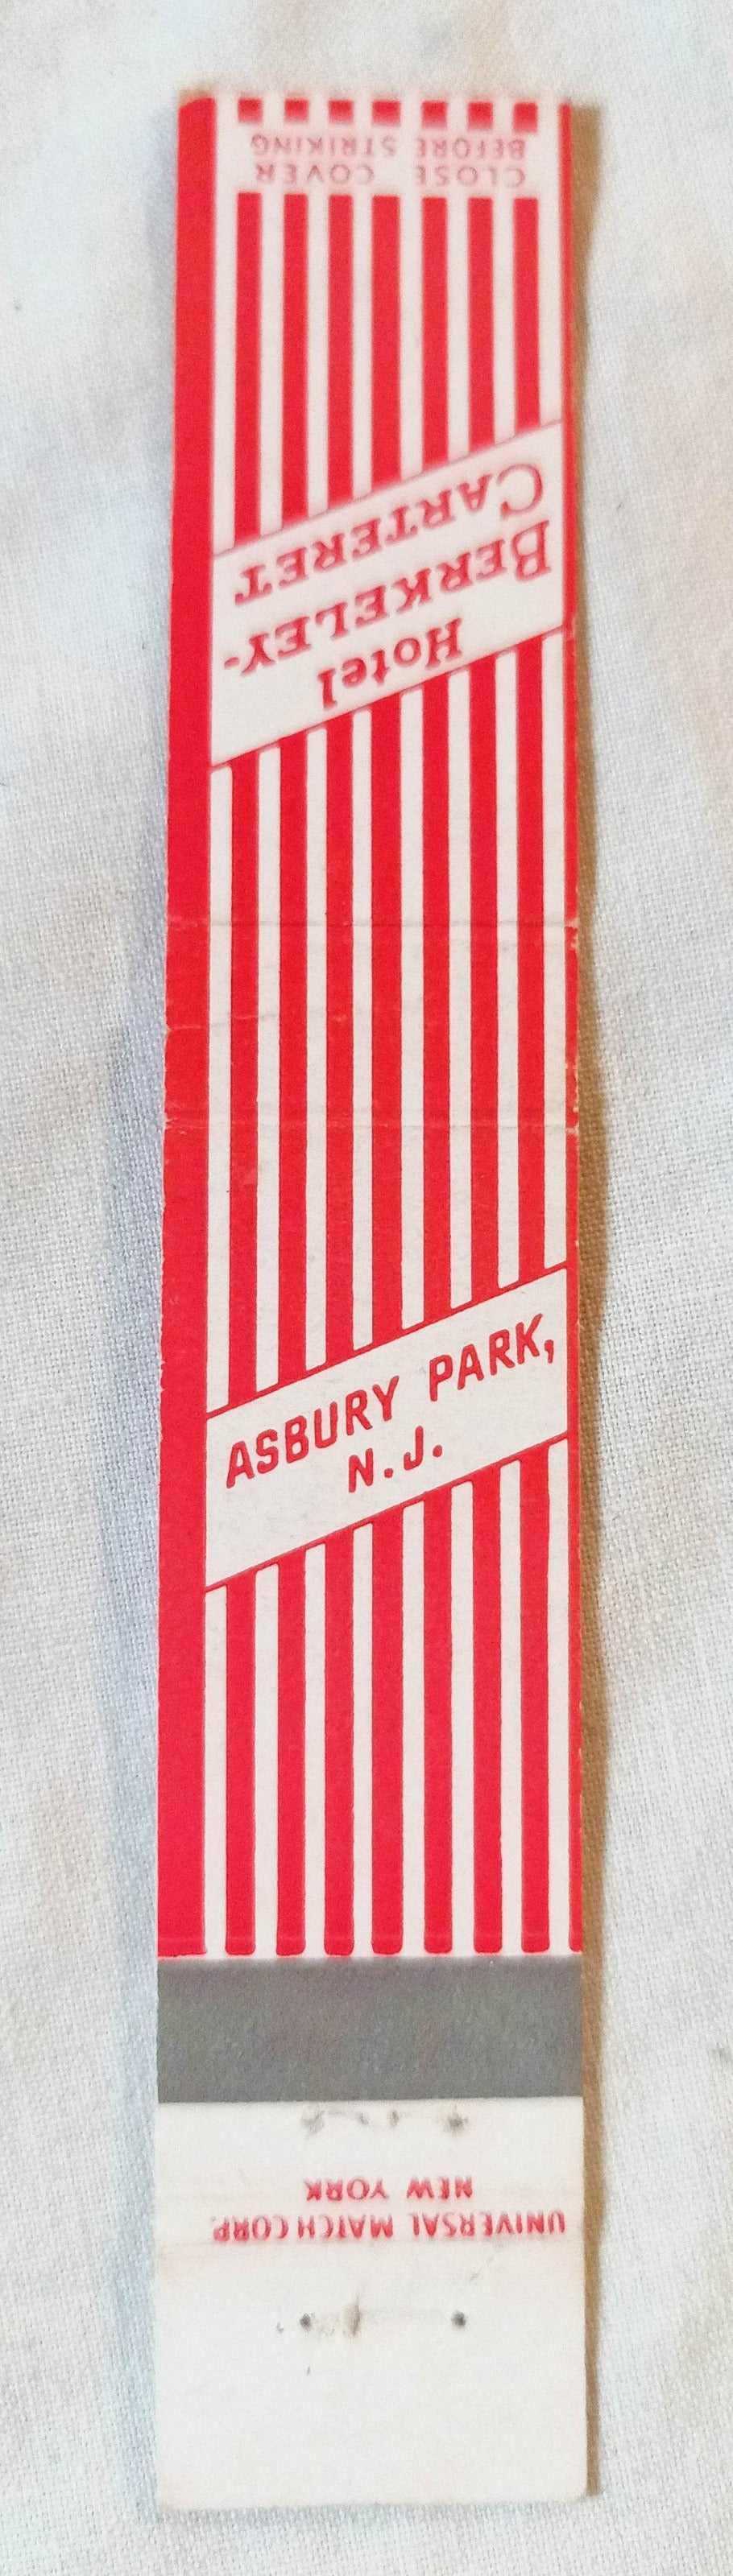 CLOSE COVER
BEFORE STRIKING
Hotel
BERKELEY-
CARTERET
ASBURY PARK,
N.J.
UNIVERSAL MATCH CORP.
NEW YORK